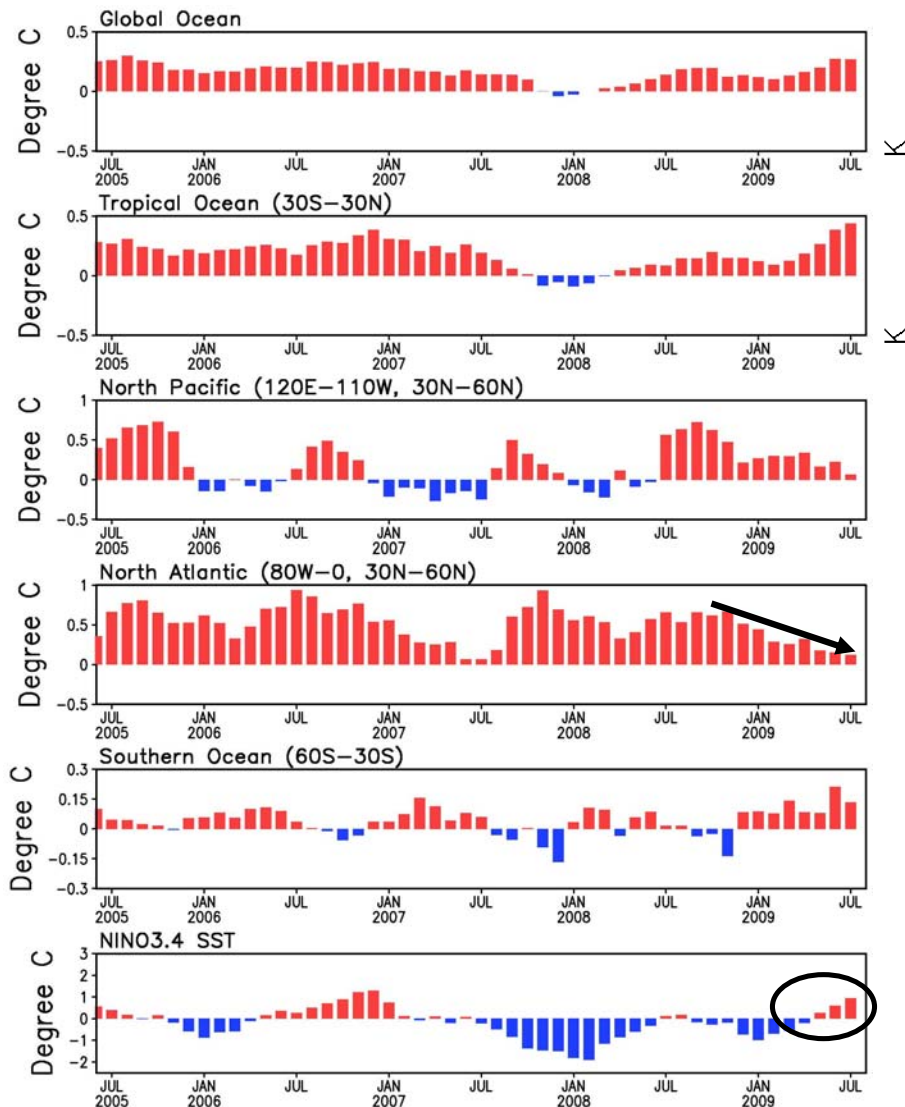 Global Ocean
Degree C
0.5
0
-0.5
JUL JAN JUL JAN JUL JAN JUL JAN JUL
2005 2006 2007 2008 2009
K
Tropical Ocean (30S-30N)
Degree C
0.5
0
-0.5
JUL JAN JUL JAN JUL JAN JUL JAN JUL
2005 2006 2007 2008 2009
K
North Pacific (120E-110W, 30N-60N)
Degree C
1
0.5
0
-0.5
JUL JAN JUL JAN JUL JAN JUL JAN JUL
2005 2006 2007 2008 2009
North Atlantic (80W-0, 30N-60N)
Degree C
1
0.5
0
-0.5
JUL JAN JUL JAN JUL JAN JUL JAN JUL
2005 2006 2007 2008 2009
Southern Ocean (60S-30S)
Degree C
0.3
0.15
0
-0.15
-0.3
JUL JAN JUL JAN JUL JAN JUL JAN JUL
2005 2006 2007 2008 2009
NINO3.4 SST
Degree C
3
2
1
0
-1
-2
JUL JAN JUL JAN JUL JAN JUL JAN JUL
2005 2006 2007 2008 2009